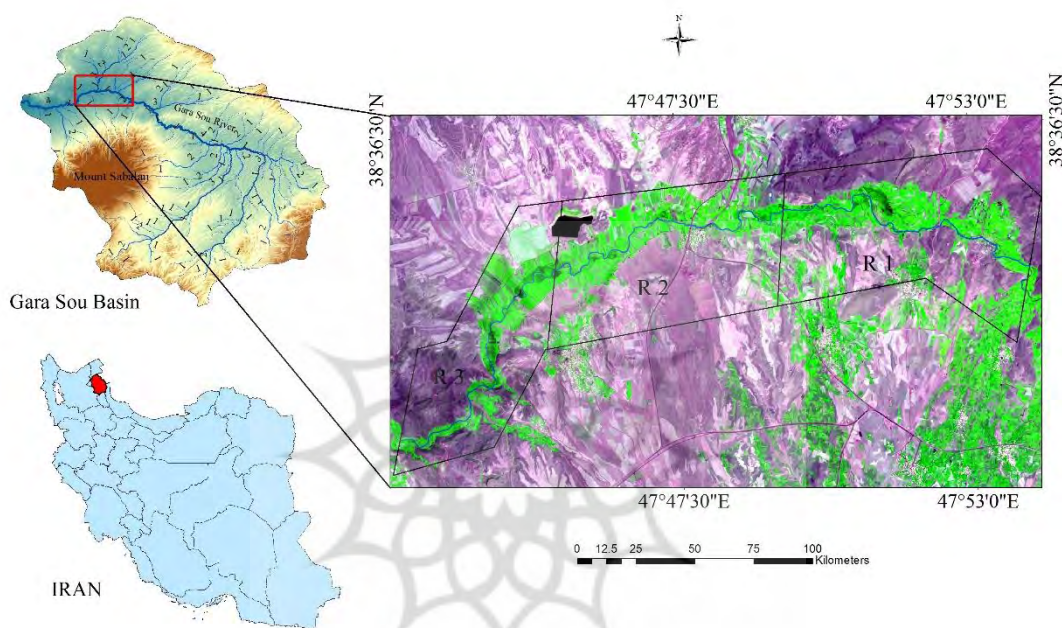 N
Gara Sou River
Mount Sabalan
Gara Sou Basin
IRAN
47°47'30"E
47°53'0"E
38°36'30"N
38°36'30"N
R 1
R 2
R 3
47°47'30"E
47°53'0"E
0 12.5 25 50 75 100
Kilometers